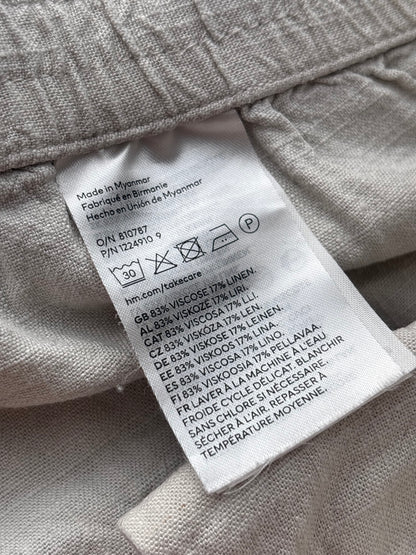 Made in Myanmar
Fabriqué en Birmanie
Hecho en Unión de Myanmar
O/N 810787
P/N 1224910 9
30 P
hm.com/takecare
GB 83% VISCOSE 17% LINEN.
AL 83% VISKOZE 17% LIRI.
CAT 83% VISCOSA 17% LLI.
CZ 83% VISKÓZA 17% LEN.
DE 83% VISKOSE 17% LEINEN.
EE 83% VISKOOS 17% LINA.
ES 83% VISCOSA 17% LINO.
FI 83% VISKOOSIA 17% PELLAVAA.
FR LAVER À LA MACHINE À L'EAU
FROIDE CYCLE DÉLICAT. BLANCHIR
SANS CHLORE SI NÉCESSAIRE.
SÉCHER À L'AIR. REPASSER À
TEMPÉRATURE MOYENNE.